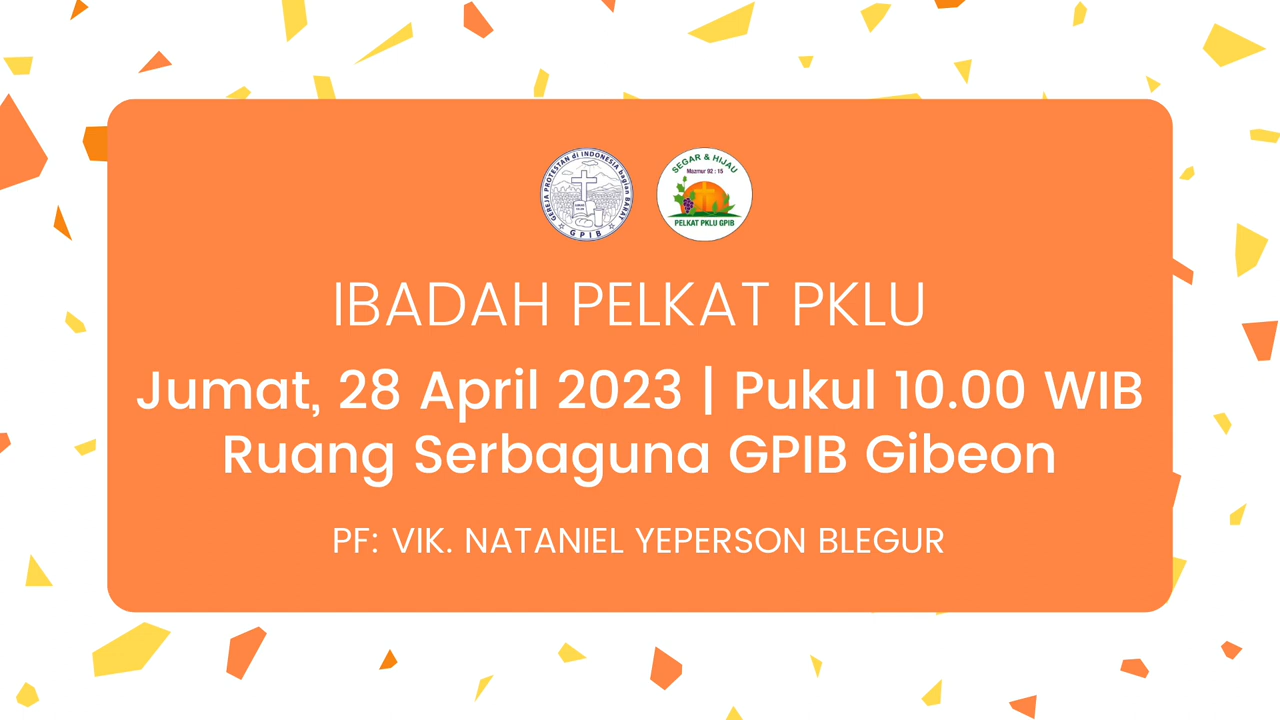 GEREJA PROTESTAN di INDONESIA bagian BARAT
GPIB
SEGAR & HIJAU
Mazmur 92 : 15
PELKAT PKLU GPIB
IBADAH PELKAT PKLU
Jumat, 28 April 2023 | Pukul 10.00 WIB
Ruang Serbaguna GPIB Gibeon
PF: VIK. NATANIEL YEPERSON BLEGUR